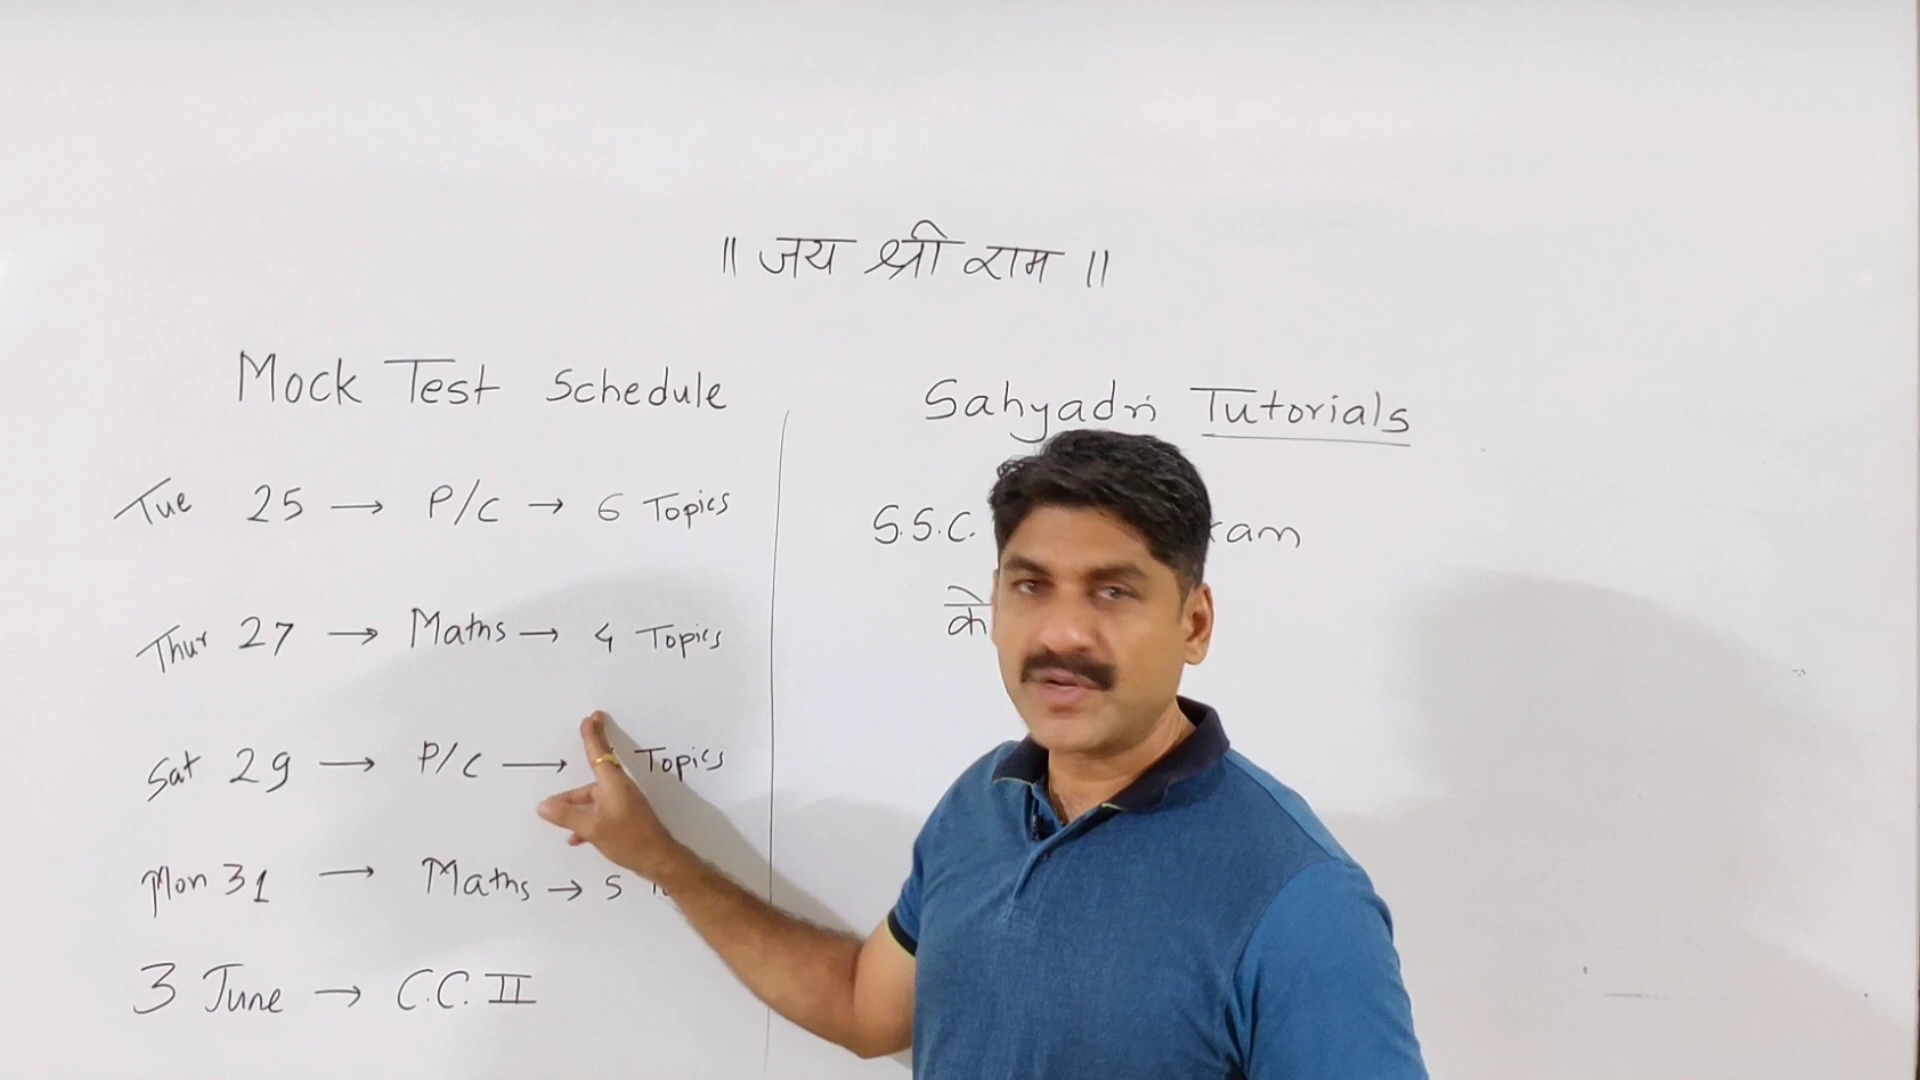 ॥ जय श्री राम ॥
Mock Test Schedule
Tue 25 → P/C → 6 Topics
Thur 27 → Maths → 4 Topics
Sat 29 → P/C → Topics
Mon 31 → Maths → 5
3 June → C.C. II
Sahyadri Tutorials
S.S.C.